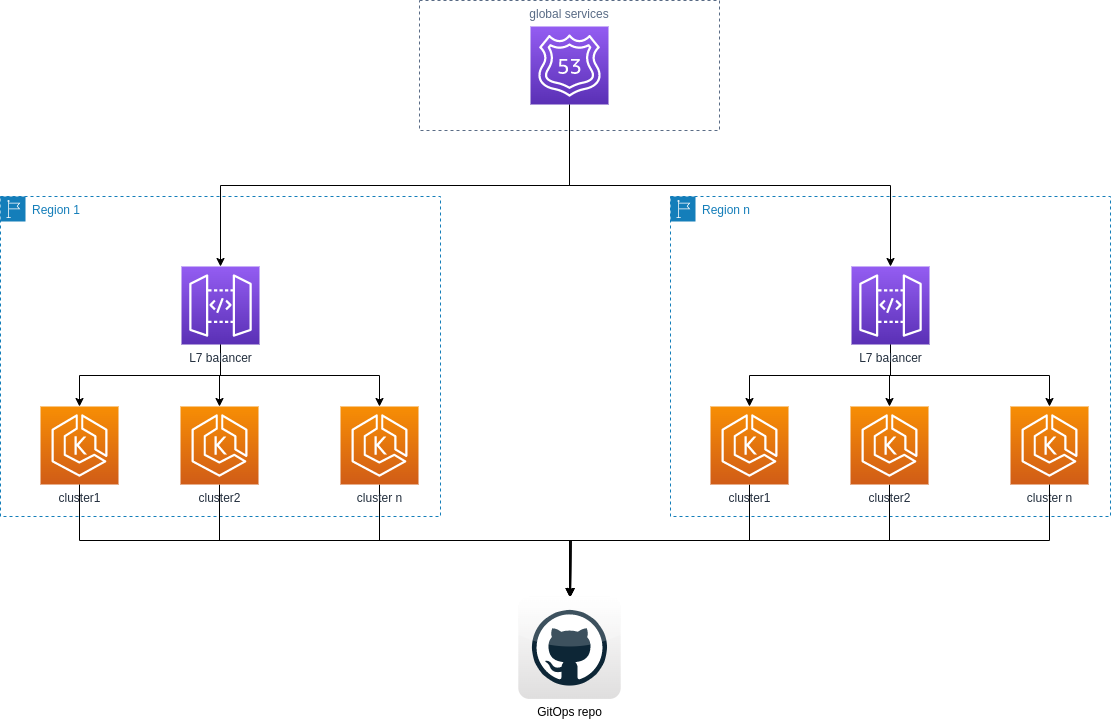 global services
53
Region 1
Region n
L7 balancer
L7 balancer
K
K
K
K
K
K
cluster1
cluster2
cluster n
cluster1
cluster2
cluster n
GitOps repo